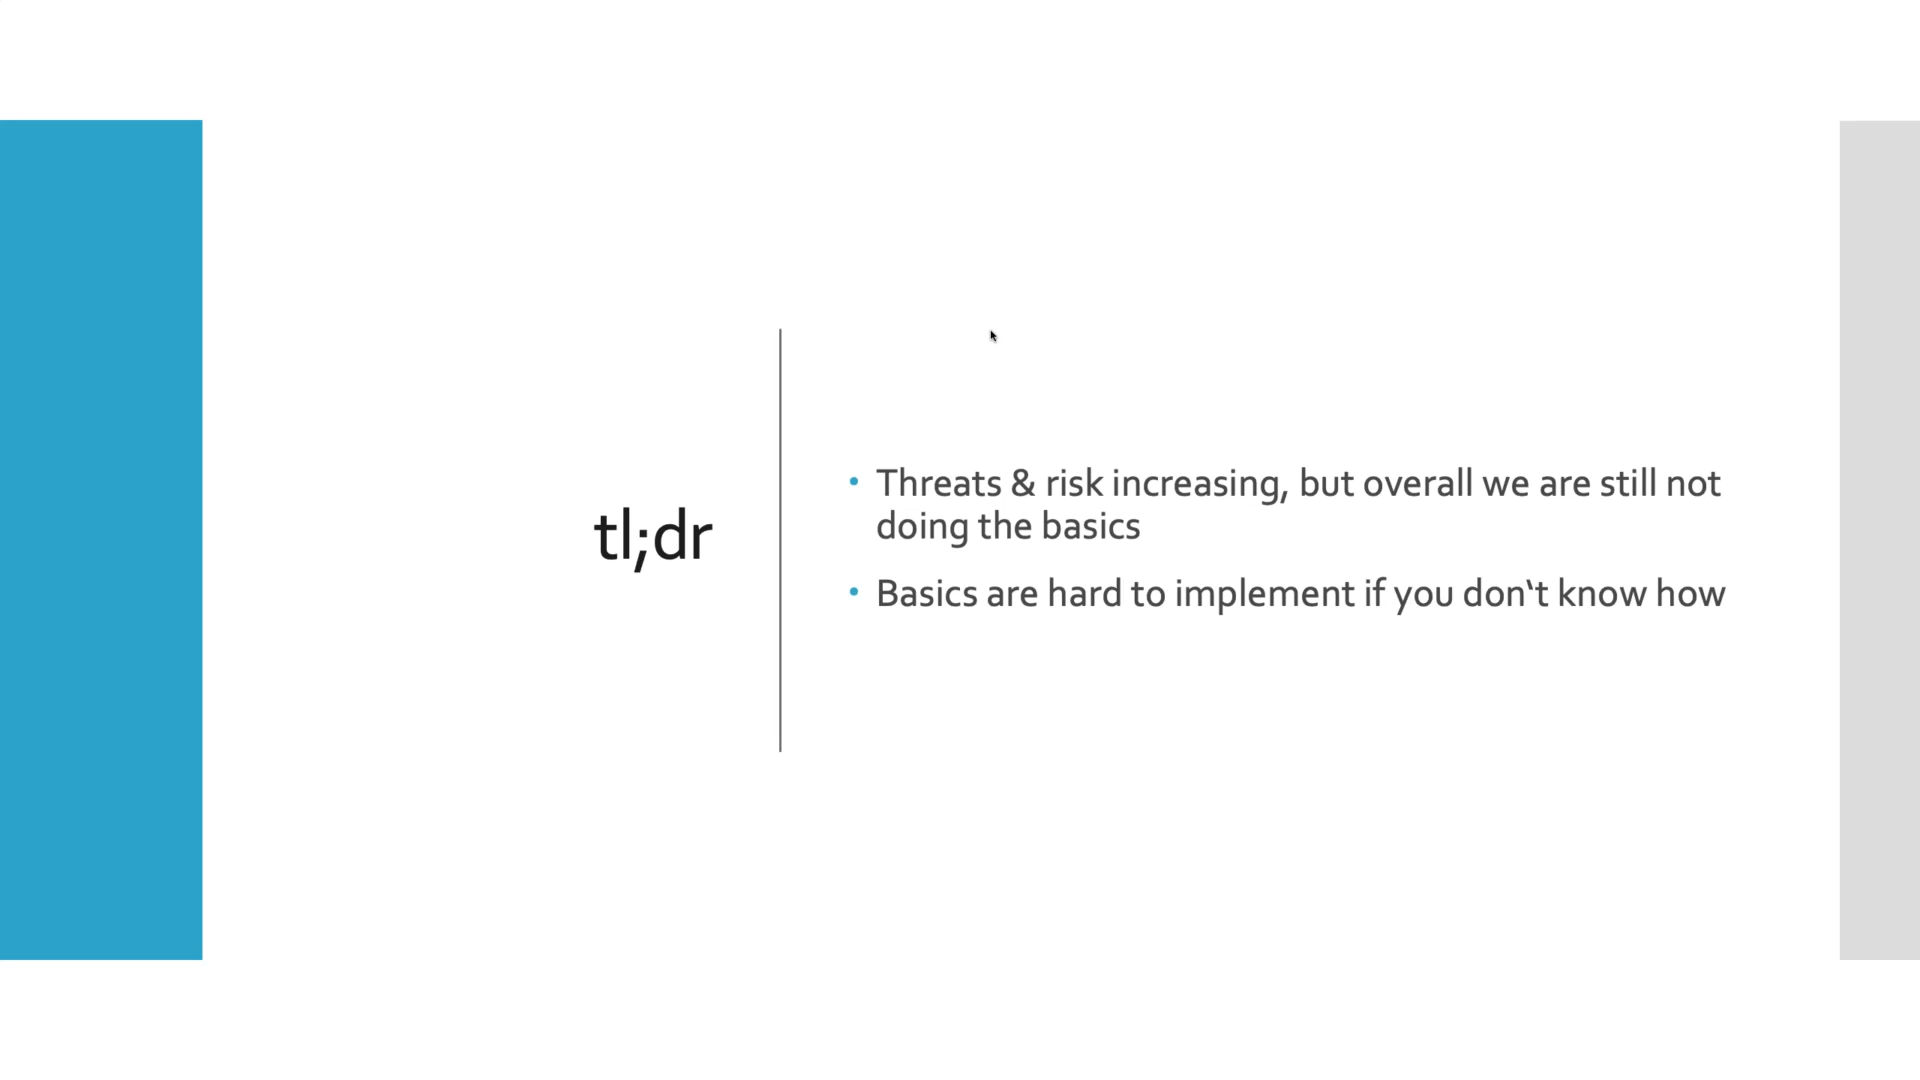 tl;dr
• Threats & risk increasing, but overall we are still not
doing the basics
• Basics are hard to implement if you don‘t know how